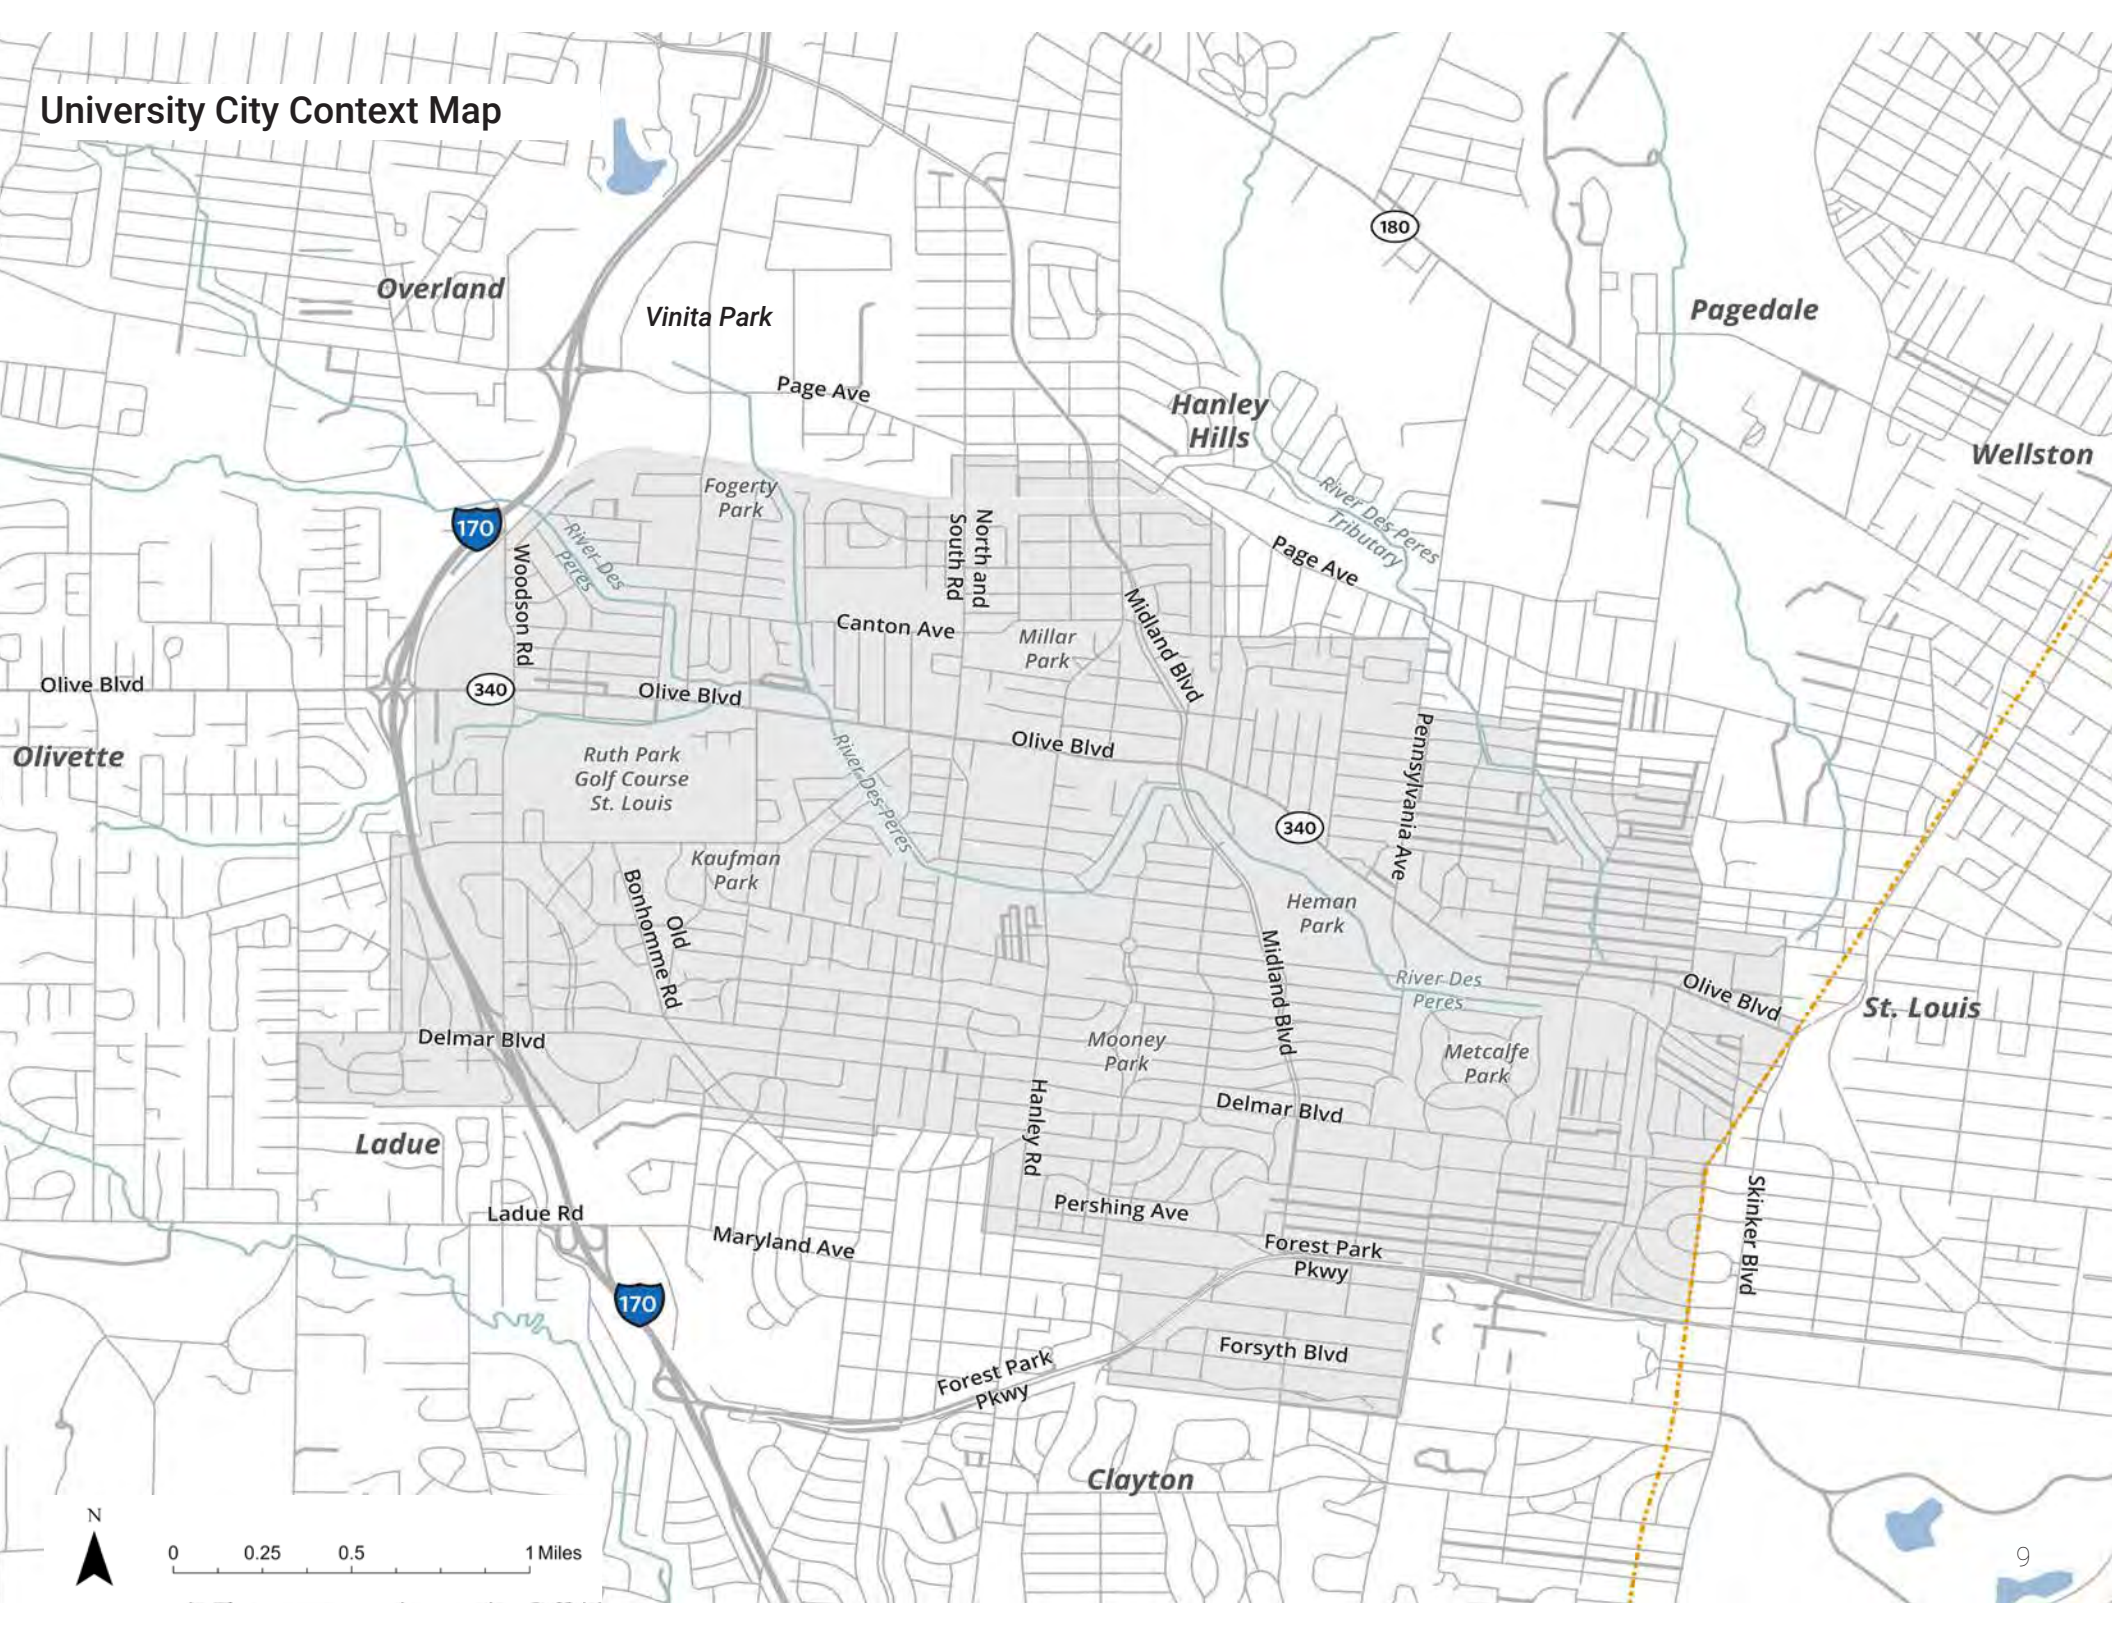 University City Context Map
180
Overland
Vinita Park
Pagedale
Page Ave
Hanley
Hills
Wellston
Fogerty
Park
River Des Peres
Tributary
170
River Des
Peres
Woodson Rd
North and
South Rd
Page Ave
Canton Ave
Millar
Park
Midland Blvd
Olive Blvd
340
Olive Blvd
Olive Blvd
Pennsylvania Ave
Olivette
Ruth Park
Golf Course
St. Louis
River Des Peres
340
Kaufman
Park
Old
Bonhomme Rd
Heman
Park
Midland Blvd
River Des
Peres
Olive Blvd
St. Louis
Delmar Blvd
Mooney
Park
Metcalfe
Park
Hanley Rd
Delmar Blvd
Ladue
Skinker Blvd
Pershing Ave
Ladue Rd
Maryland Ave
Forest Park
Pkwy
170
Forsyth Blvd
Forest Park
Pkwy
Clayton
N
0 0.25 0.5 1 Miles
9